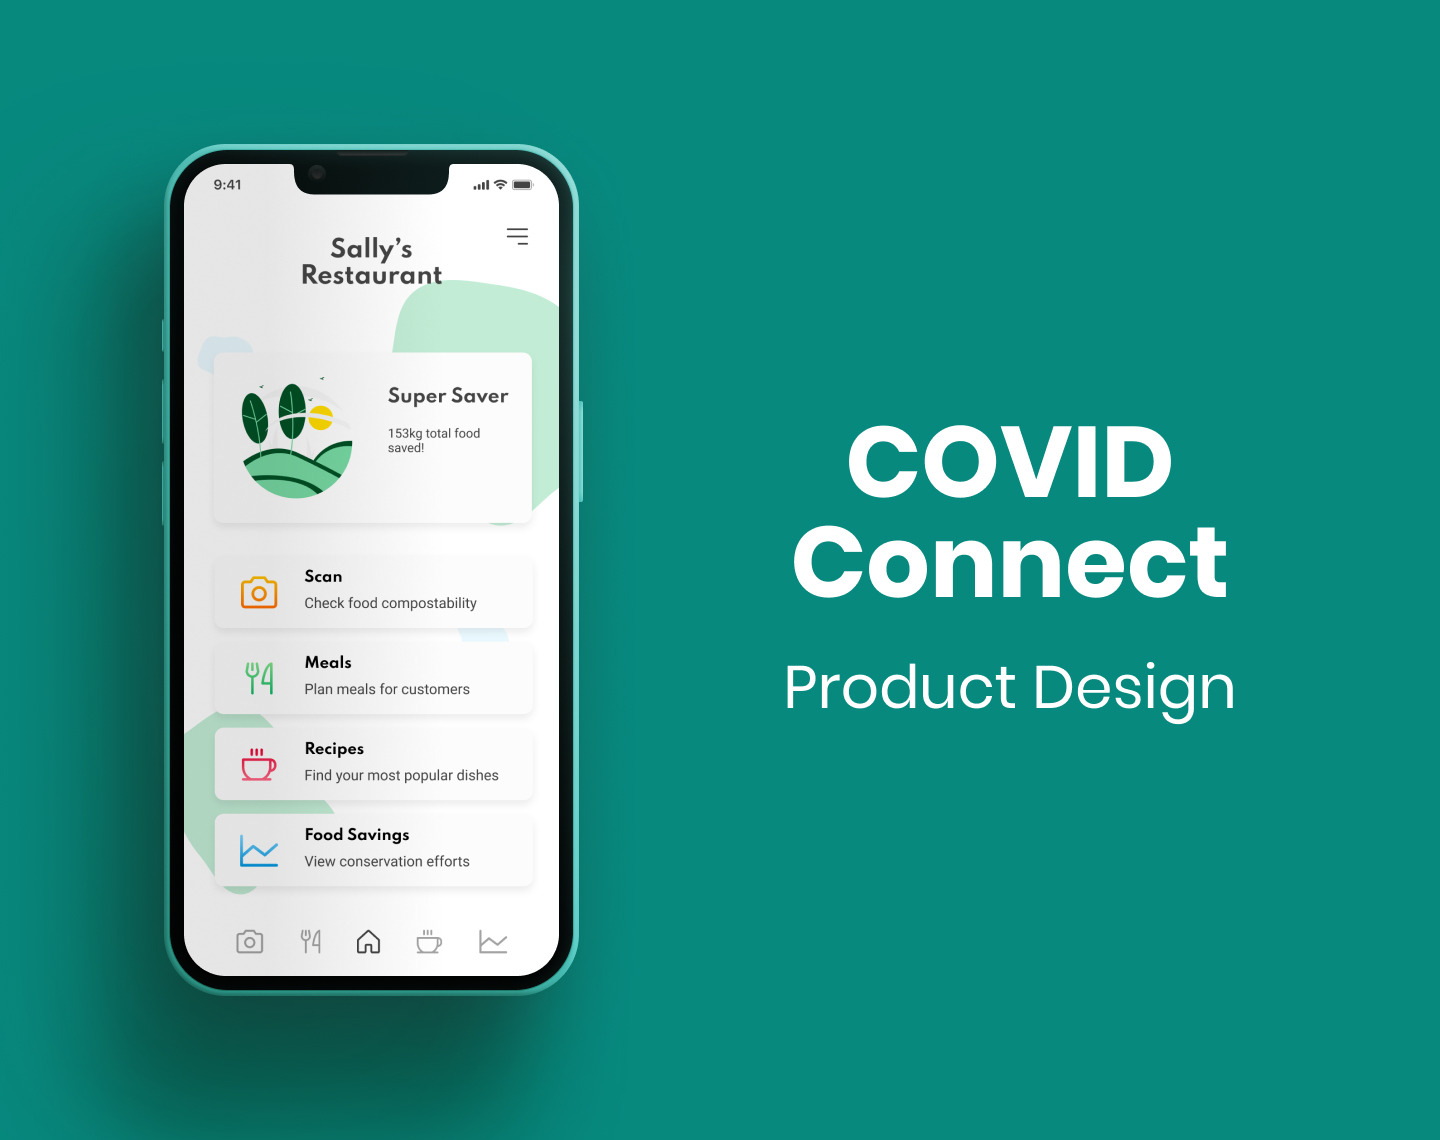 9:41
Sally’s
Restaurant
Super Saver
153kg total food
saved!
Scan
Check food compostability
Meals
Plan meals for customers
Recipes
Find your most popular dishes
Food Savings
View conservation efforts
COVID
Connect
Product Design